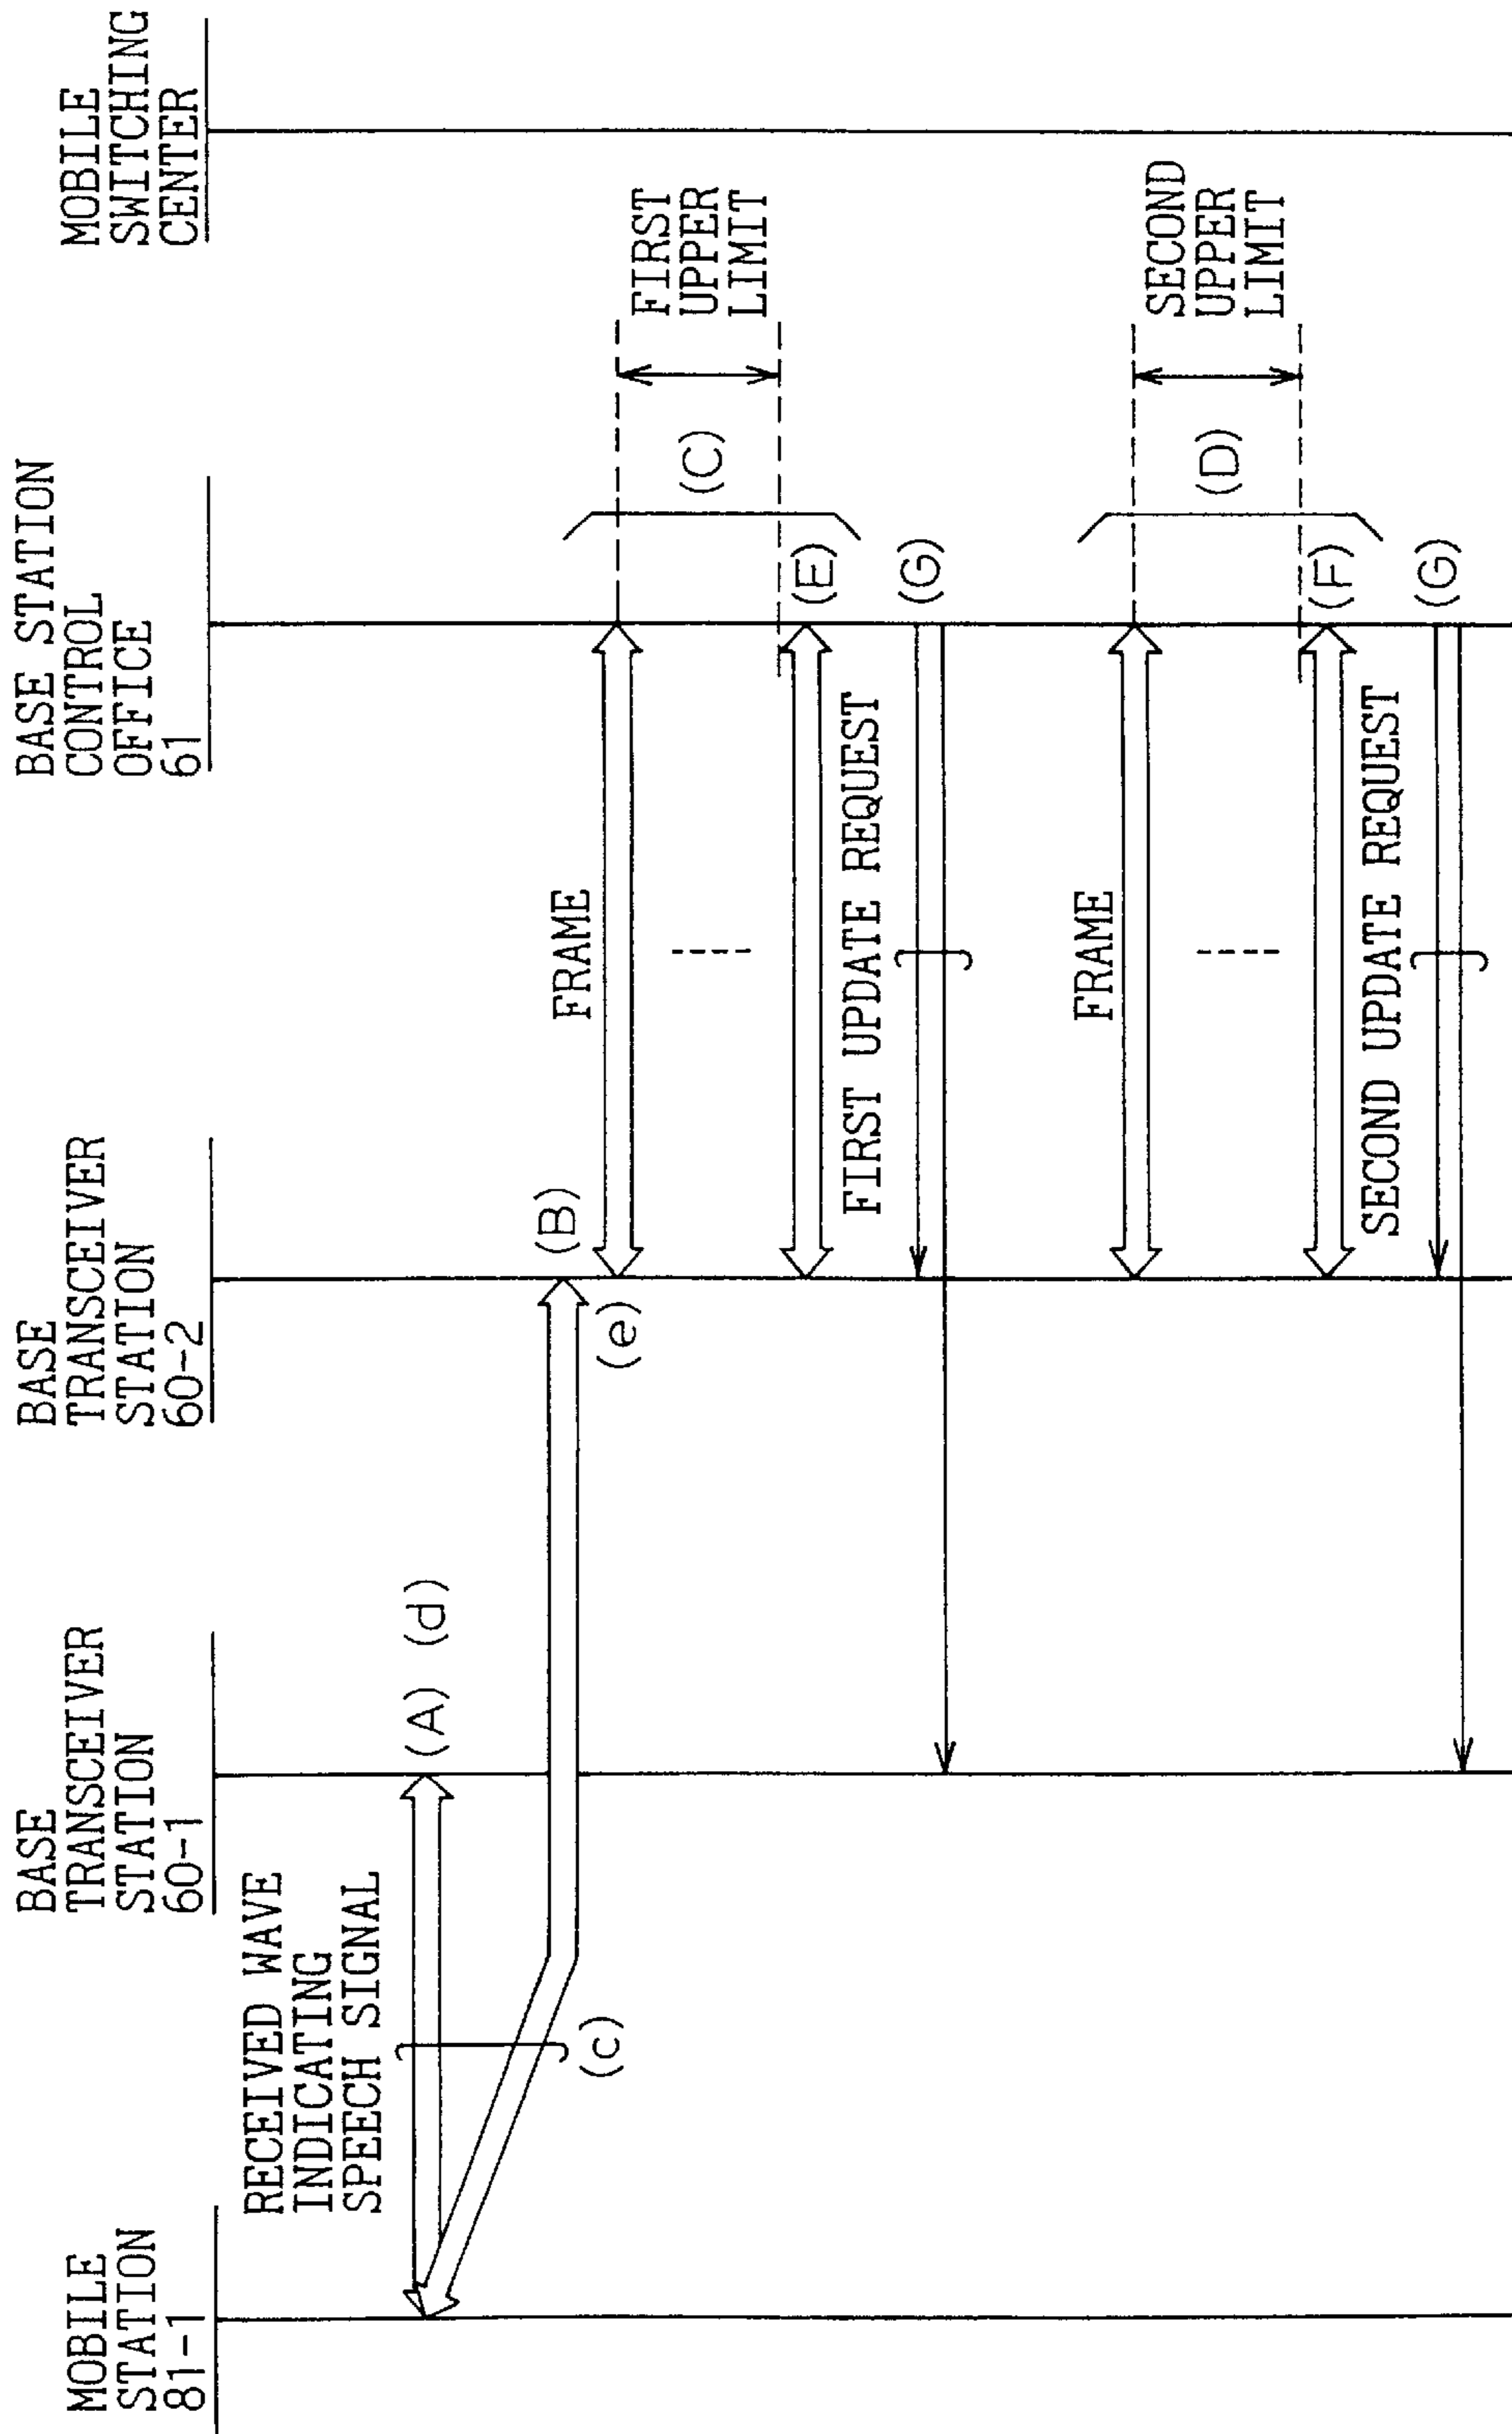 MOBILE
STATION
81-1
BASE
TRANSCEIVER
STATION
60-1
BASE
TRANSCEIVER
STATION
60-2
BASE STATION
CONTROL
OFFICE
61
MOBILE
SWITCHING
CENTER
RECEIVED WAVE
INDICATING
SPEECH SIGNAL
(A) (d)
(c)
(B)
(e)
FRAME
FIRST
UPPER
LIMIT
(C)
(E)
FIRST UPDATE REQUEST
(G)
FRAME
SECOND
UPPER
LIMIT
(D)
(F)
SECOND UPDATE REQUEST
(G)